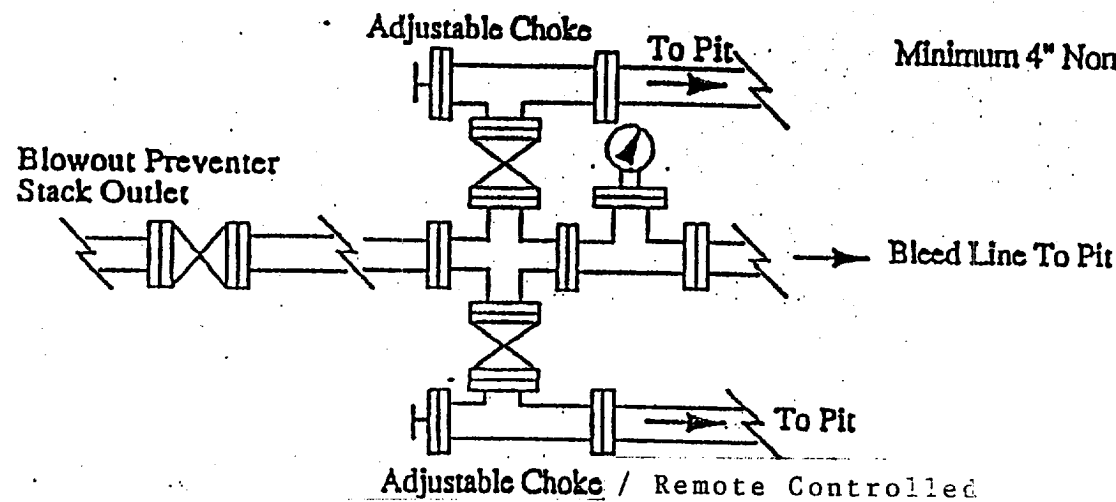 Adjustable Choke
To Pit
Minimum 4" Non
Blowout Preventer
Stack Outlet
Bleed Line To Pit
To Pit
Adjustable Choke / Remote Controlled